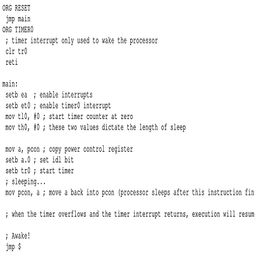 ORG RESET
jmp main
ORG TIMER0
; timer interrupt only used to wake the processor
clr tr0
reti
main:
setb ea ; enable interrupts
setb et0 ; enable timer0 interrupt
mov tl0, #0 ; start timer counter at zero
mov th0, #0 ; these two values dictate the length of sleep
mov a, pcon ; copy power control register
setb a.0 ; set idl bit
setb tr0 ; start timer
; sleeping...
mov pcon, a ; move a back into pcon (processor sleeps after this instruction fin
; when the timer overflows and the timer interrupt returns, execution will resum
; Awake!
jmp $